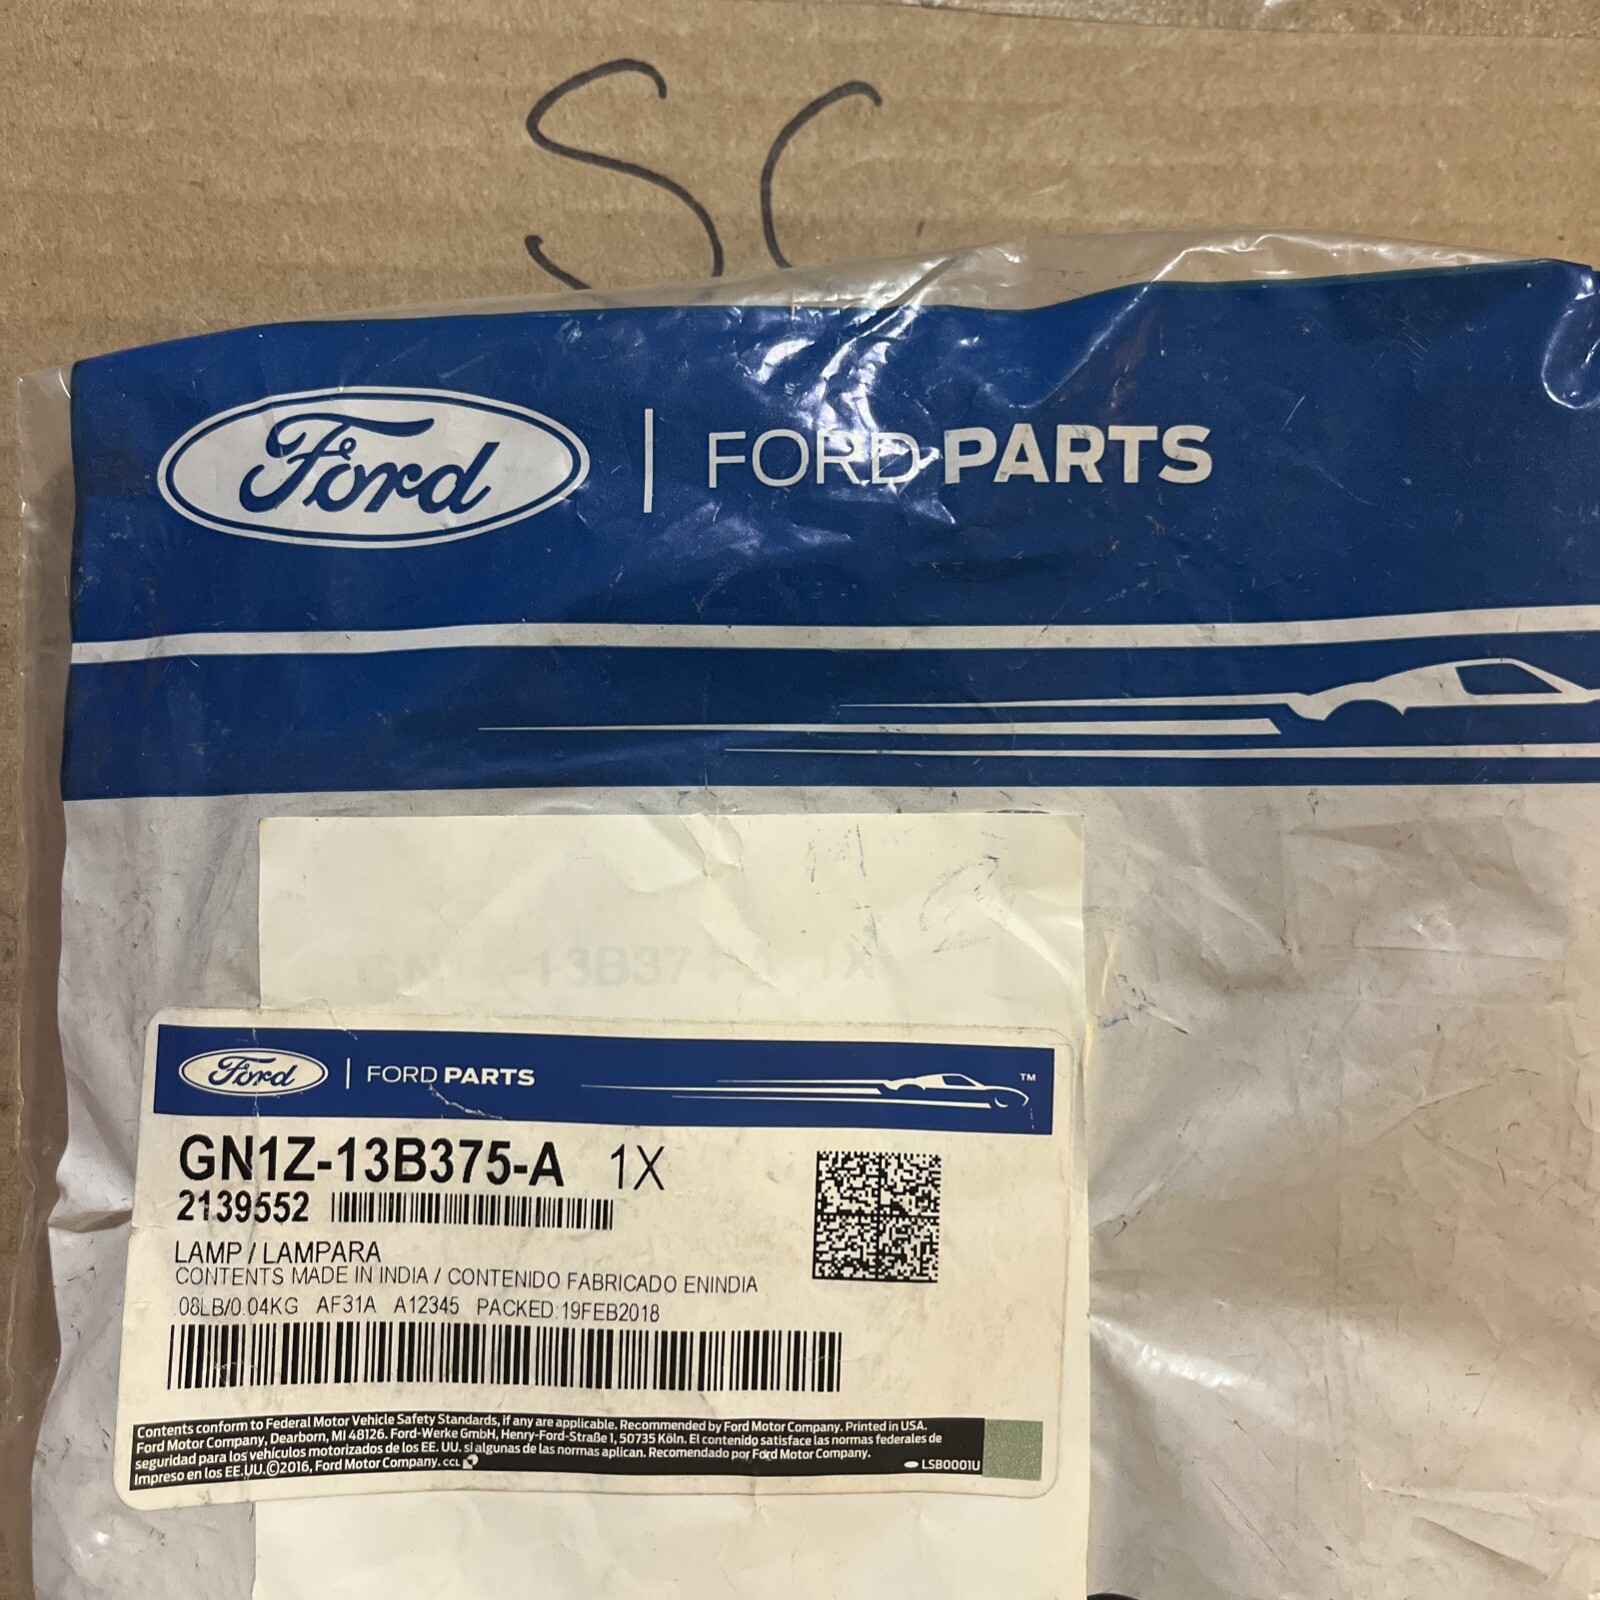 SC
Ford | FORD PARTS
GN1Z-13B375-A 1X
Ford | FORD PARTS ™
GN1Z-13B375-A 1X
2139552
LAMP / LAMPARA
CONTENTS MADE IN INDIA / CONTENIDO FABRICADO ENINDIA
.08LB/0.04KG AF31A A12345 PACKED:19FEB2018
Contents conform to Federal Motor Vehicle Safety Standards, if any are applicable. Recommended by Ford Motor Company. Printed in USA.
Ford Motor Company, Dearborn, MI 48126. Ford-Werke GmbH, Henry-Ford-Straße 1, 50735 Köln. El contenido satisface las normas federales de
seguridad para los vehículos motorizados de los EE. UU. si algunas de las normas aplican. Recomendado por Ford Motor Company.
Impreso en los EE.UU.©2016, Ford Motor Company. CCL
LSB0001U